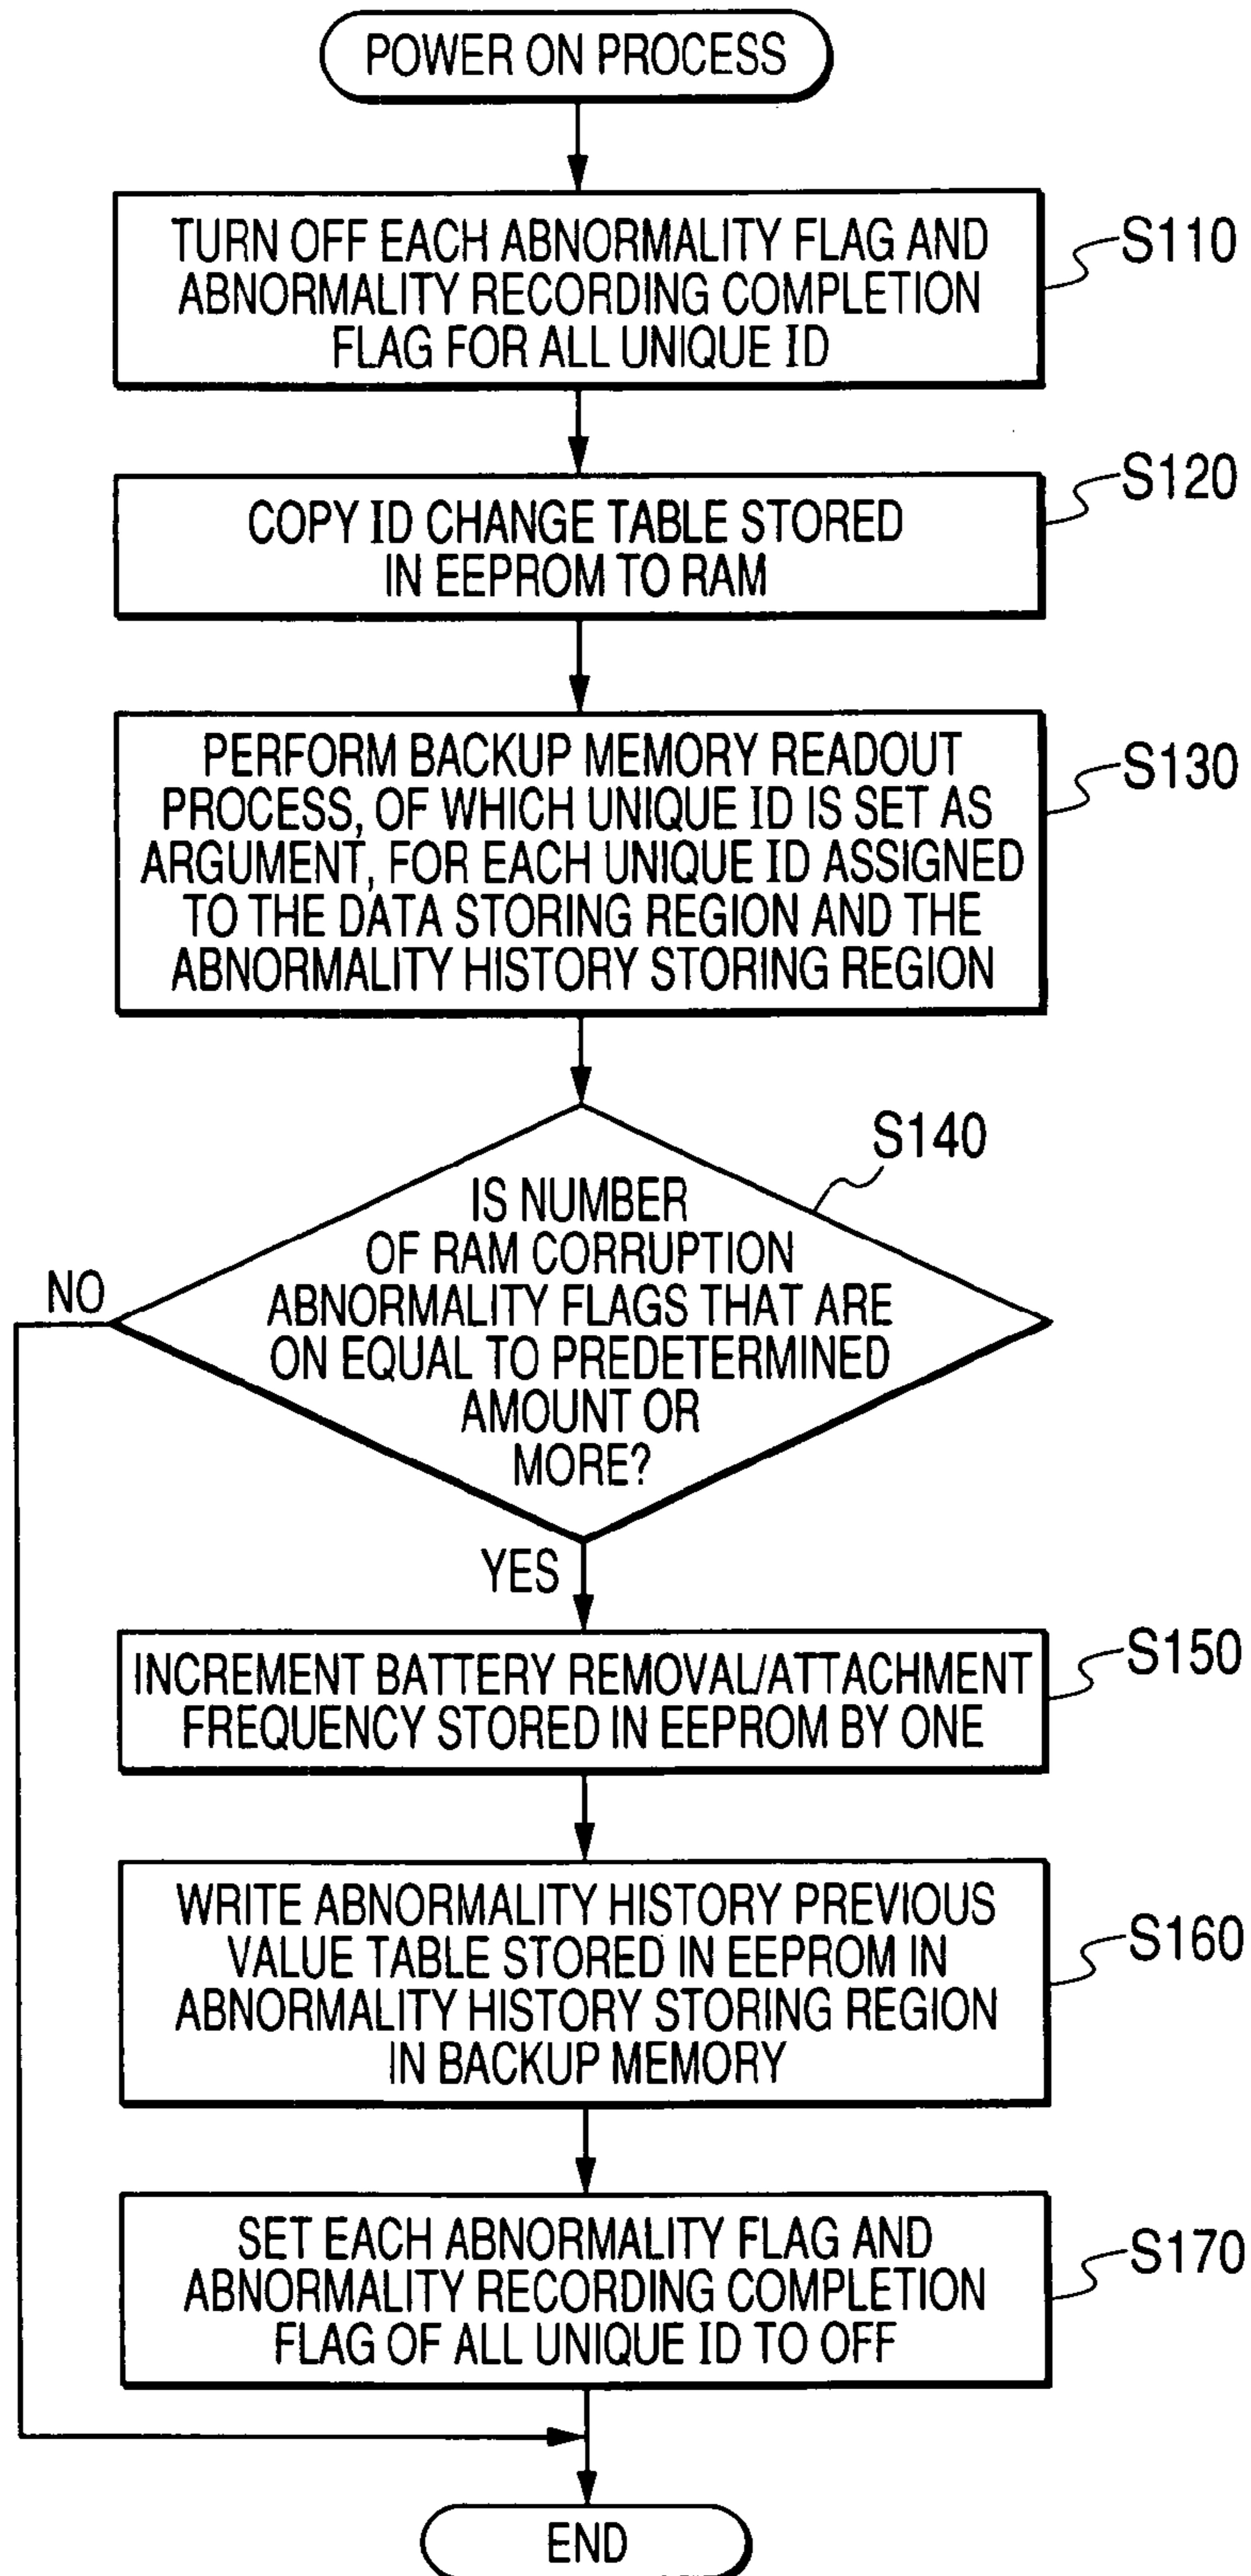 POWER ON PROCESS
TURN OFF EACH ABNORMALITY FLAG AND
ABNORMALITY RECORDING COMPLETION
FLAG FOR ALL UNIQUE ID
S110
COPY ID CHANGE TABLE STORED
IN EEPROM TO RAM
S120
PERFORM BACKUP MEMORY READOUT
PROCESS, OF WHICH UNIQUE ID IS SET AS
ARGUMENT, FOR EACH UNIQUE ID ASSIGNED
TO THE DATA STORING REGION AND THE
ABNORMALITY HISTORY STORING REGION
S130
S140
IS NUMBER
OF RAM CORRUPTION
ABNORMALITY FLAGS THAT ARE
ON EQUAL TO PREDETERMINED
AMOUNT OR
MORE?
NO
YES
INCREMENT BATTERY REMOVAL/ATTACHMENT
FREQUENCY STORED IN EEPROM BY ONE
S150
WRITE ABNORMALITY HISTORY PREVIOUS
VALUE TABLE STORED IN EEPROM IN
ABNORMALITY HISTORY STORING REGION
IN BACKUP MEMORY
S160
SET EACH ABNORMALITY FLAG AND
ABNORMALITY RECORDING COMPLETION
FLAG OF ALL UNIQUE ID TO OFF
S170
END